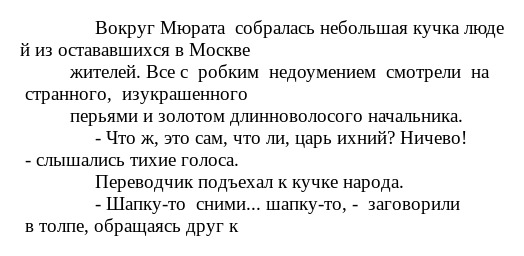 Вокруг Мюрата собралась небольшая кучка люде
й из остававшихся в Москве
жителей. Все с робким недоумением смотрели на
странного, изукрашенного
перьями и золотом длинноволосого начальника.
- Что ж, это сам, что ли, царь ихний? Ничево!
- слышались тихие голоса.
Переводчик подъехал к кучке народа.
- Шапку-то сними... шапку-то, - заговорили
в толпе, обращаясь друг к